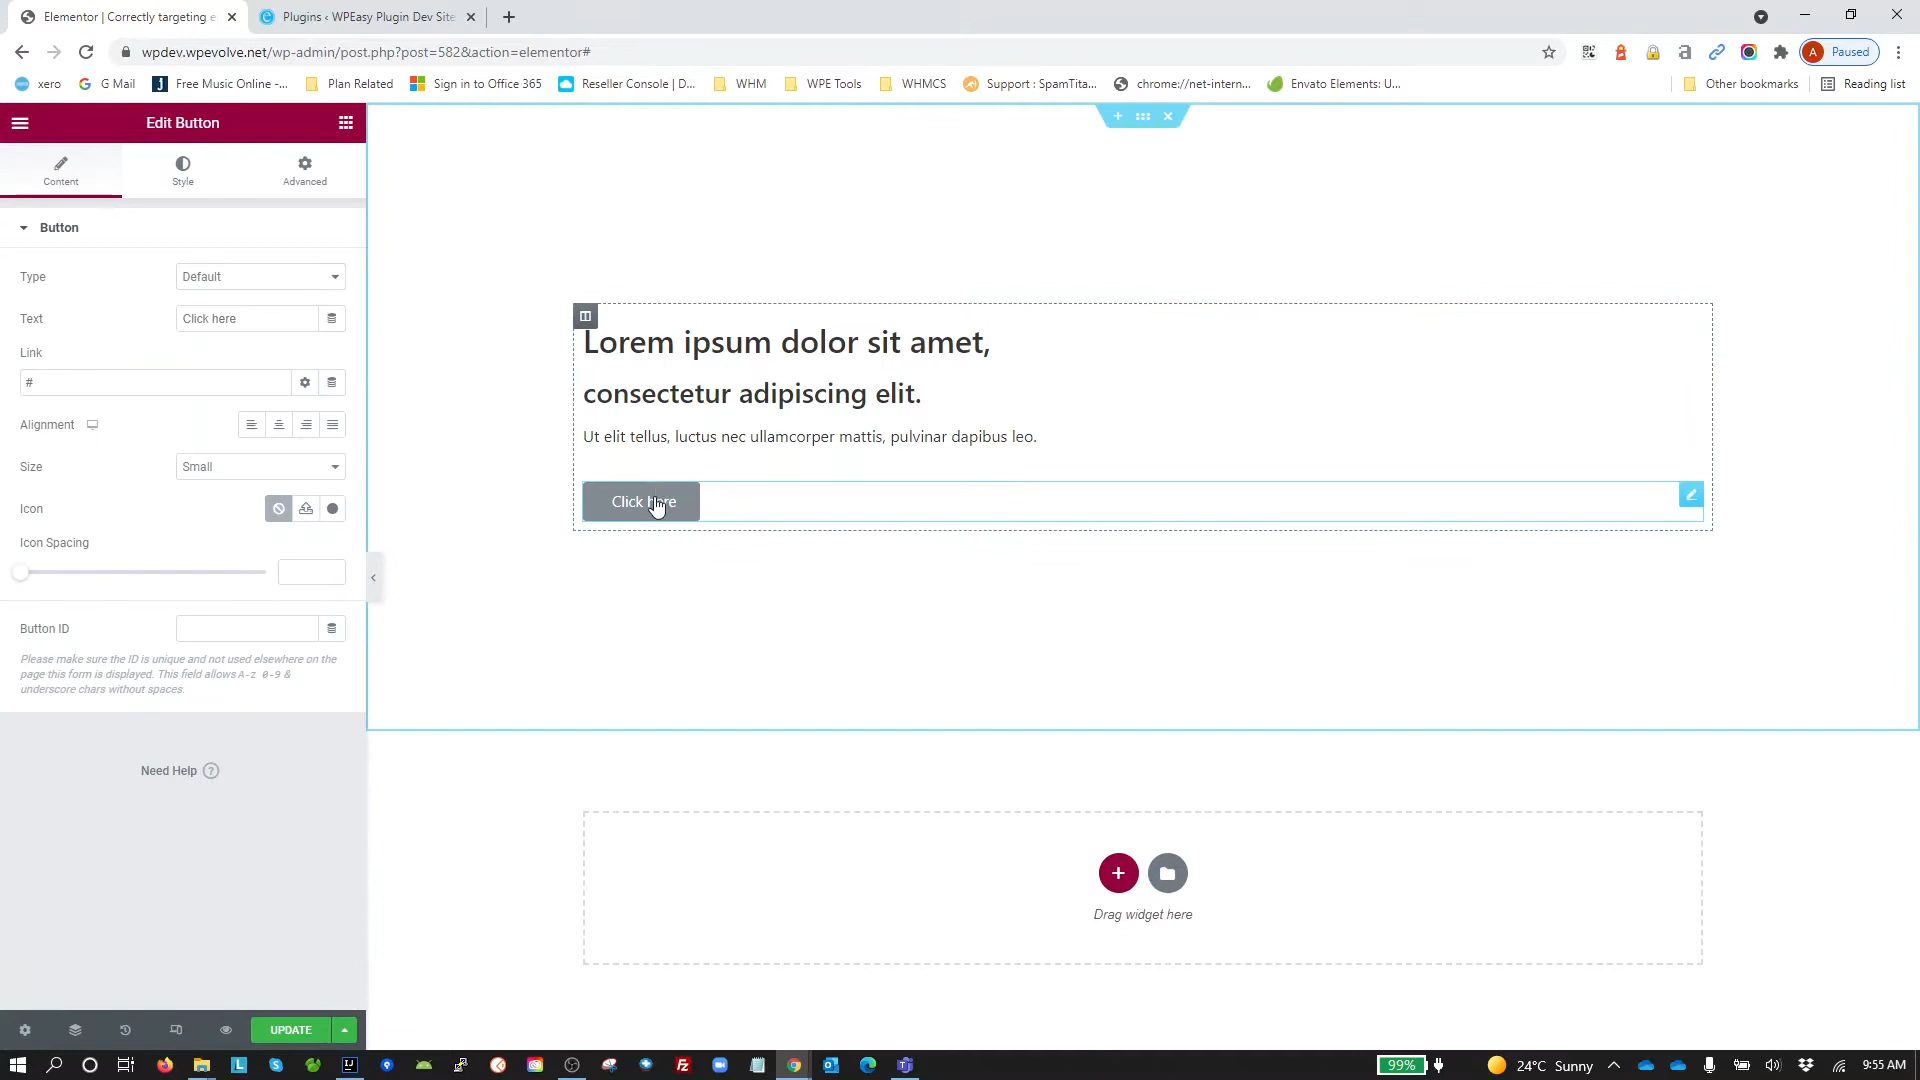 Elementor | Correctly targeting e
Plugins ‹ WPEasy Plugin Dev Site
wpdev.wpevolve.net/wp-admin/post.php?post=582&action=elementor#
A Paused
xero
G Mail
Free Music Online -...
Plan Related
Sign in to Office 365
Reseller Console | D...
WHM
WPE Tools
WHMCS
Support : SpamTita...
chrome://net-intern...
Envato Elements: U...
Other bookmarks
Reading list
Edit Button
Content
Style
Advanced
Button
Type
Default
Text
Click here
Link
#
Alignment
Size
Small
Icon
Icon Spacing
Button ID
Please make sure the ID is unique and not used elsewhere on the
page this form is displayed. This field allows A-z 0-9 &
underscore chars without spaces.
Need Help ?
UPDATE
Lorem ipsum dolor sit amet,
consectetur adipiscing elit.
Ut elit tellus, luctus nec ullamcorper mattis, pulvinar dapibus leo.
Click here
Drag widget here
99%
24°C Sunny
9:55 AM